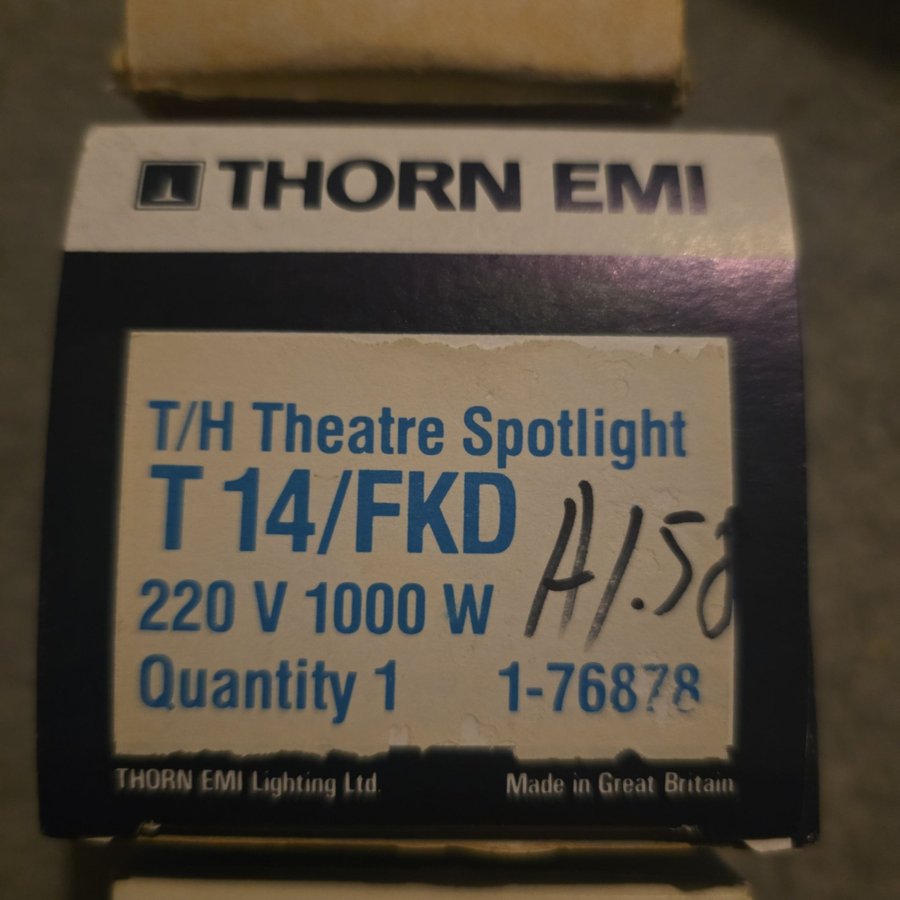 THORN EMI
T/H Theatre Spotlight
T 14/FKD
220 V 1000 W
Quantity 1 1-76878
THORN EMI Lighting Ltd. Made in Great Britain